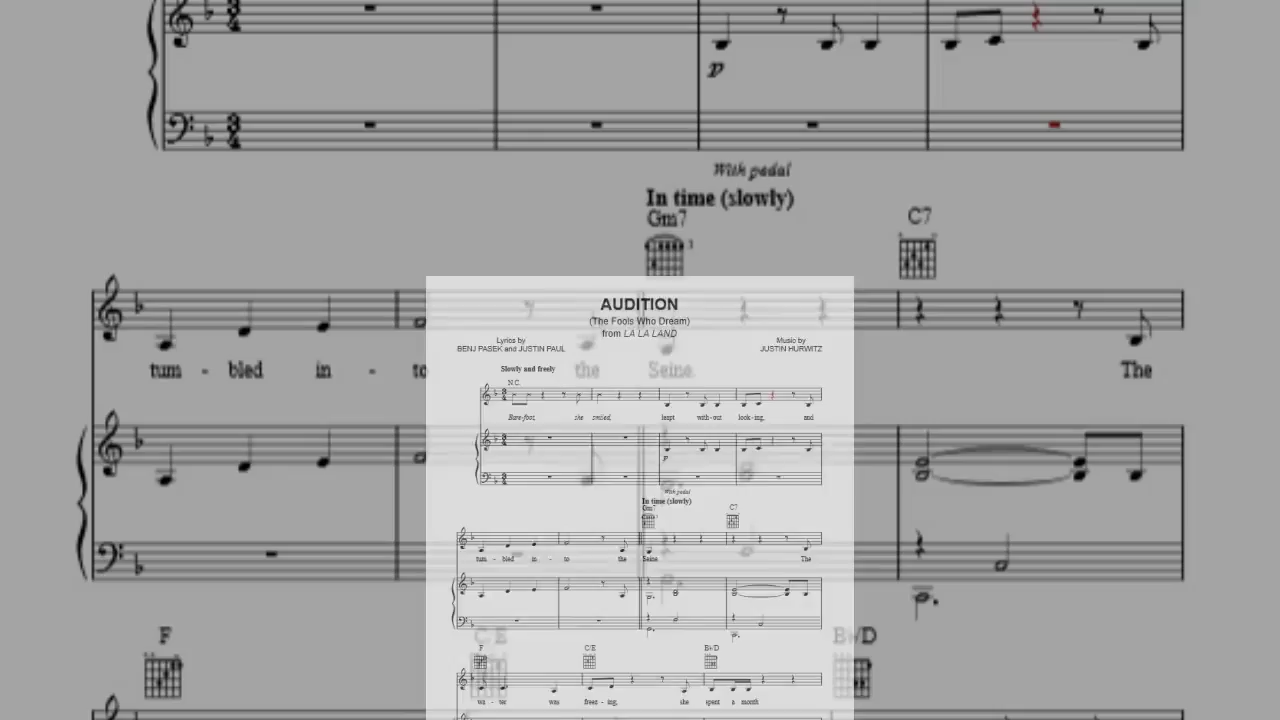 p
With pedal
In time (slowly)
Gm7 C7
tum - bled in - to the Seine. The
F C/E B♭/D
AUDITION
(The Fools Who Dream)
from LA LA LAND
Lyrics by
BENJ PASEK and JUSTIN PAUL
Music by
JUSTIN HURWITZ
Slowly and freely
N.C.
Bare-foot, she smiled, leapt with-out look-ing, and
p
With pedal
In time (slowly)
Gm7 C7
tum - bled in - to the Seine. The
F C/E B♭/D
wa - ter was freez - ing, she spent a month